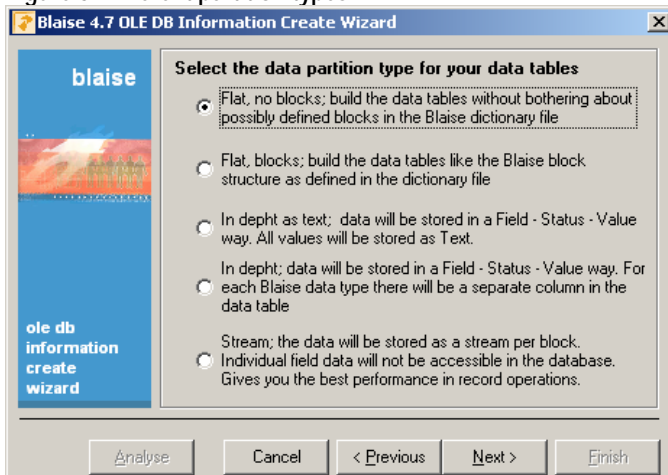 Blaise 4.7 OLE DB Information Create Wizard
blaise
Select the data partition type for your data tables
Flat, no blocks; build the data tables without bothering about
possibly defined blocks in the Blaise dictionary file
Flat, blocks; build the data tables like the Blaise block
structure as defined in the dictionary file
In depht as text; data will be stored in a Field - Status - Value
way. All values will be stored as Text.
In depht; data will be stored in a Field - Status - Value way. For
each Blaise data type there will be a separate column in the
data table
Stream; the data will be stored as a stream per block.
Individual field data will not be accessible in the database.
Gives you the best performance in record operations.
ole db
information
create
wizard
Analyse
Cancel
< Previous
Next >
Finish